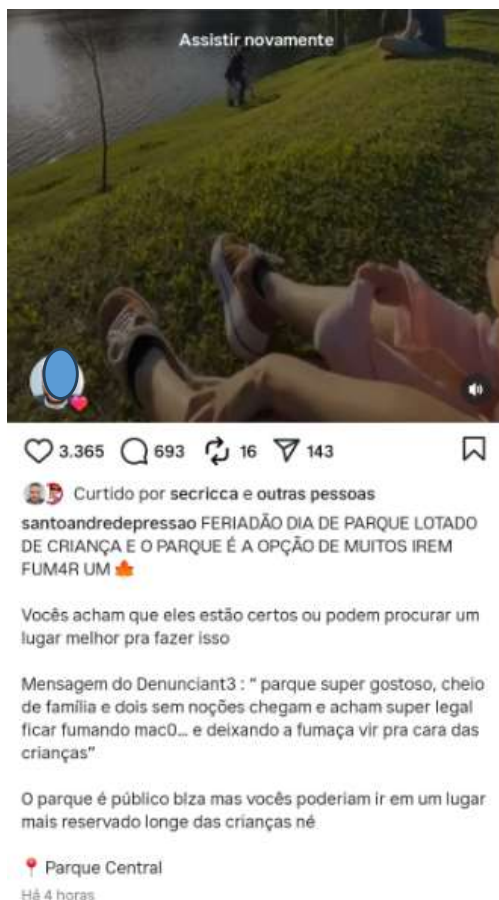 Assistir novamente
3.365 693 16 143
Curtido por secricca e outras pessoas
santoandredepressao FERIADÃO DIA DE PARQUE LOTADO
DE CRIANÇA E O PARQUE É A OPÇÃO DE MUITOS IREM
FUM4R UM 🍁
Vocês acham que eles estão certos ou podem procurar um
lugar melhor pra fazer isso
Mensagem do Denunciant3 : “ parque super gostoso, cheio
de família e dois sem noções chegam e acham super legal
ficar fumando mac0... e deixando a fumaça vir pra cara das
crianças”
O parque é público blza mas vocês poderiam ir em um lugar
mais reservado longe das crianças né
📍 Parque Central
Há 4 horas